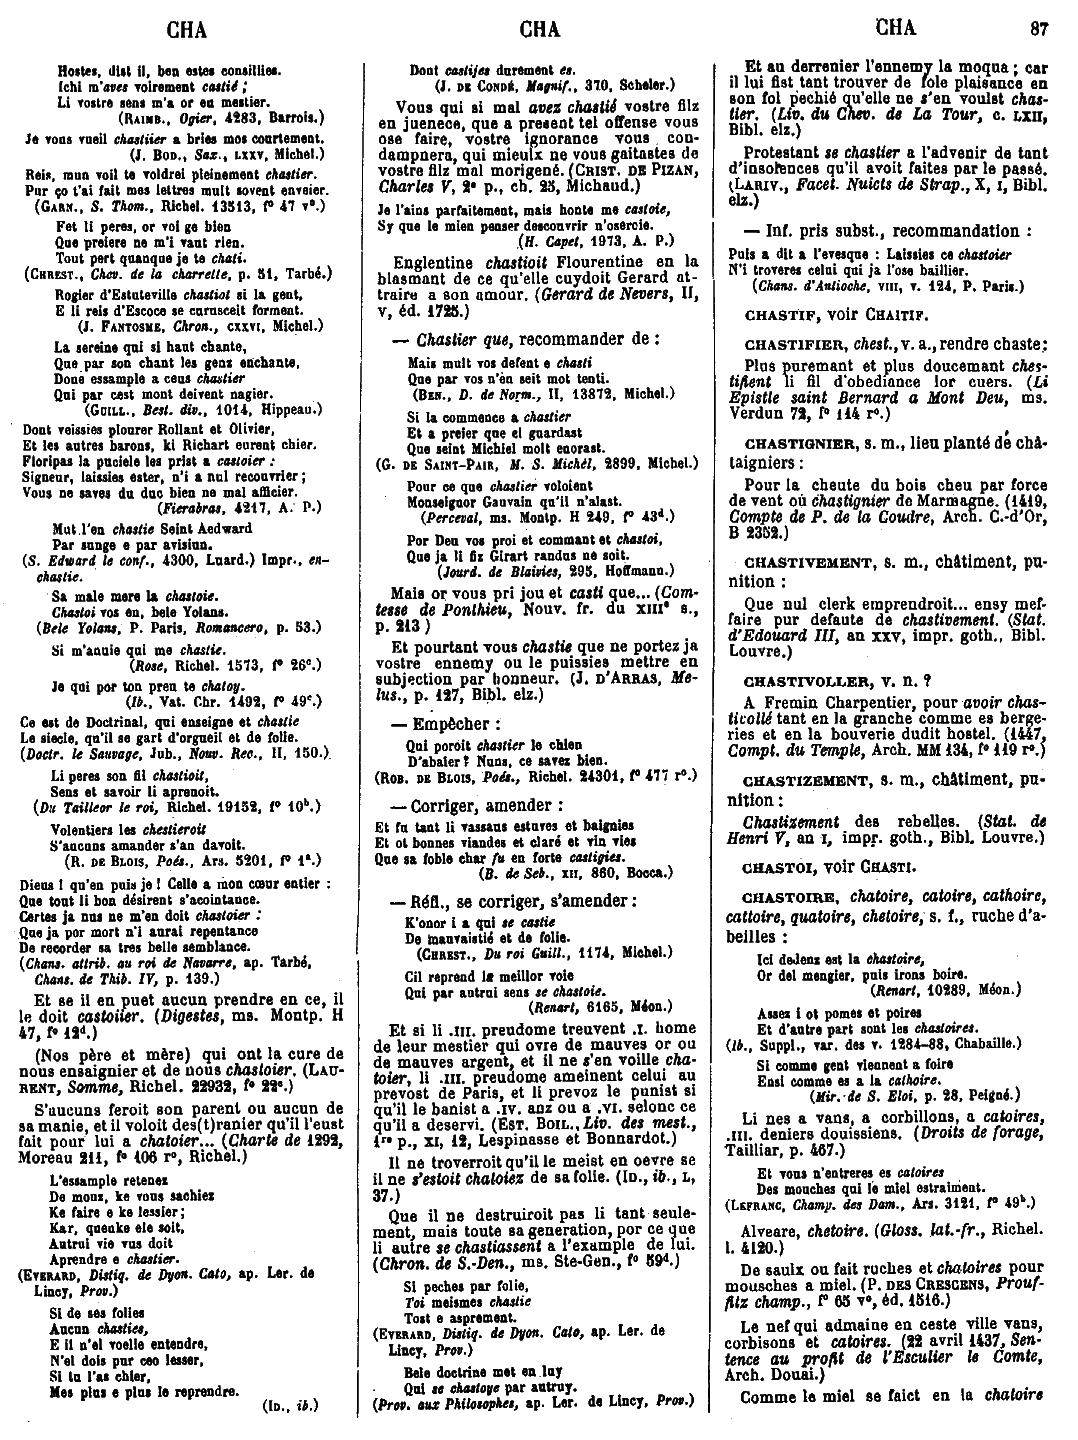 CHA
CHA
CHA 87
Hostes, dist il, ben estes consillies.
Ichi m'aves voirement castié ;
Li vostre sens m'a or eu mestier.
(RAIMB., Ogier, 4283, Barrois.)
Je vous vueil chastiier a briés mos courtement.
(J. BOD., Sax., LXXV, Michel.)
Reis, mun voil te voldrei pleinement chastier.
Pur ço t'ai fait mes lettres mult sovent enveier.
(GARN., S. Thom., Richel. 13513, f° 47 v°.)
Fet li peres, or voi ge bien
Que preiere ne m'i vaut rien.
Tout pert quanque je te chati.
(CHREST., Chev. de la charrette, p. 51, Tarbé.)
Rogier d'Estuteville chastiot si la gent,
E li reis d'Escoce se curusceit forment.
(J. FANTOSME, Chron., CXXVI, Michel.)
La sereine qui si haut chante,
Que par son chant les genz enchante,
Done essample a ceus chastier
Qui par cest mont deivent nagier.
(GUILL., Best. div., 1014, Hippeau.)
Dont veissies plourer Rollant et Olivier,
Et les autres barons, ki Richart eurent chier.
Floripas la puciele les prist a castoier :
Signeur, laissies ester, n'i a nul recouvrier ;
Vous ne saves du duc bien ne mal afficier.
(Fierabras, 4217, A. P.)
Mut l'en chastie Seint Aedward
Par sunge e par avisiun.
(S. Edward le conf., 4300, Luard.) Impr., en-
chastie.
Sa male mere la chastoie.
Chastoi vos en, bele Yolans.
(Bele Yolans, P. Paris, Romancero, p. 53.)
Si m'anuie qui me chastie.
(Rose, Richel. 1573, f° 26c.)
Je qui por ton preu te chatoy.
(Ib., Vat. Chr. 1492, f° 49c.)
Ce est de Doctrinal, qui enseigne et chastie
Le siecle, qu'il se gart d'orgueil et de folie.
(Doctr. le Sauvage, Jub., Nouv. Rec., II, 150.)
Li peres son fil chastioit,
Sens et savoir li aprenoit.
(Du Tailleor le roi, Richel. 19152, f° 10b.)
Volentiers les chestieroit
S'aucuns amander s'an davoit.
(R. DE BLOIS, Poés., Ars. 5201, f° 1a.)
Dieus ! qu'en puis je ! Celle a mon cœur entier :
Que tout li bon désirent s'acointance.
Certes ja nus ne m'en doit chastoier :
Que ja por mort n'i aurai repentance
De recorder sa tres belle semblance.
(Chans. attrib. au roi de Navarre, ap. Tarbé,
Chans. de Thib. IV, p. 139.)
Et se il en puet aucun prendre en ce, il
le doit castoiier. (Digestes, ms. Montp. H
47, f° 12d.)
(Nos père et mère) qui ont la cure de
nous ensaignier et de nous chastoier. (LAU-
RENT, Somme, Richel. 22932, f° 22c.)
S'aucuns feroit son parent ou aucun de
sa manie, et il voloit des(t)ranier qu'il l'eust
fait pour lui a chatoier... (Charte de 1292,
Moreau 211, f° 106 r°, Richel.)
L'essample retenez
De mouz, ke vous sachiez
Ke faire e ke lessier ;
Kar, quenke ele soit,
Autrui vie vus doit
Aprendre e chastier.
(EVERARD, Distiq. de Dyon. Cato, ap. Ler. de
Lincy, Prov.)
Si de ses folies
Aucun chasties,
E il n'el voelle entendre,
N'el dois pur ceo lesser,
Si tu l'as chier,
Mes plus e plus le reprendre.
(ID., ib.)
Dont castijes durement es.
(J. DE CONDÉ, Magnif., 370, Scheler.)
Vous qui si mal avez chastié vostre filz
en juenece, que a present tel offense vous
ose faire, vostre ignorance vous con-
dampnera, qui mieulx ne vous gaitastes de
vostre filz mal morigené. (CRIST. DE PIZAN,
Charles V, 2e p., ch. 25, Michaud.)
Je l'ains parfaitement, mais honte me castoie,
Sy que le mien penser descouvrir n'oseroie.
(H. Capet, 1973, A. P.)
Englentine chastioit Flourentine en la
blasmant de ce qu'elle cuydoit Gerard at-
traire a son amour. (Gerard de Nevers, II,
V, éd. 1725.)
— Chastier que, recommander de :
Mais mult vos defent e chasti
Que par vos n'en seit mot tenti.
(BEN., D. de Norm., II, 13872, Michel.)
Si la commence a chastier
Et a preier que el guardast
Que seint Michiel molt enorast.
(G. DE SAINT-PAIR, M. S. Michél, 2899, Michel.)
Pour ce que chastier voloient
Monseignor Gauvain qu'il n'alast.
(Perceval, ms. Montp. H 249, f° 43d.)
Por Deu vos proi et commant et chastoi,
Que ja li fiz Girart randus ne soit.
(Jourd. de Blaivies, 295, Hoffmann.)
Mais or vous pri jou et casti que... (Com-
tesse de Ponthieu, Nouv. fr. du XIIIe s.,
p. 213)
Et pourtant vous chastie que ne portez ja
vostre ennemy ou le puissies mettre en
subjection par honneur. (J. D'ARRAS, Me-
lus., p. 127, Bibl. elz.)
— Empêcher :
Qui poroit chastier le chien
D'abaier ? Nuns, ce savez bien.
(ROB. DE BLOIS, Poés., Richel. 24301, f° 477 r°.)
— Corriger, amender :
Et fu tant li vassaus estuves et baignies
Et ot bonnes viandes et claré et vin vies
Que sa foble char fu en forte castigies.
(B. de Seb., XII, 860, Bocca.)
— Réfl., se corriger, s'amender :
K'onor i a qui se castie
De mauvaistié et de folie.
(CHREST., Du roi Guill., 1174, Michel.)
Cil reprend le meillor voie
Qui par autrui sens se chastoie.
(Renart, 6165, Méon.)
Et si li .III. preudome treuvent .I. home
de leur mestier qui ovre de mauves or ou
de mauves argent, et il ne s'en voille cha-
toier, li .III. preudome ameinent celui au
prevost de Paris, et li prevoz le punist si
qu'il le banist a .IV. anz ou a .VI. selonc ce
qu'il a deservi. (EST. BOIL., Liv. des mest.,
1re p., XI, 12, Lespinasse et Bonnardot.)
Il ne troverroit qu'il le meist en oevre se
il ne s'estoit chatoiez de sa folie. (ID., ib., L,
37.)
Que il ne destruiroit pas li tant seule-
ment, mais toute sa generation, por ce que
li autre se chastiassent a l'example de lui.
(Chron. de S.-Den., ms. Ste-Gen., f° 59d.)
Si peches par folie,
Toi meismes chastie
Tost e asprement.
(EVERARD, Distiq. de Dyon. Cato, ap. Ler. de
Lincy, Prov.)
Bele doctrine met en luy
Qui se chastoye par autruy.
(Prov. aux Philosophes, ap. Ler. de Lincy, Prov.)
Et au derrenier l'ennemy la moqua ; car
il lui fist tant trouver de fole plaisance en
son fol pechié qu'elle ne s'en voulst chas-
tier. (Liv. du Chev. de La Tour, c. LXII,
Bibl. elz.)
Protestant se chastier a l'advenir de tant
d'insolences qu'il avoit faites par le passé.
(LARIV., Facet. Nuicts de Strap., X, I, Bibl.
elz.)
— Inf. pris subst., recommandation :
Puis a dit a l'evesque : Laissies ce chastoier
N'i troveres celui qui ja l'ose baillier.
(Chans. d'Antioche, VIII, v. 124, P. Paris.)
CHASTIF, voir CHAITIF.
CHASTIFIER, chest., v. a., rendre chaste :
Plus puremant et plus doucemant ches-
tifient li fil d'obediance lor cuers. (Li
Epistle saint Bernard a Mont Deu, ms.
Verdun 72, f° 114 r°.)
CHASTIGNIER, s. m., lieu planté de châ-
taigniers :
Pour la cheute du bois cheu par force
de vent ou chastignier de Marmagne. (1419,
Compte de P. de la Coudre, Arch. C.-d'Or,
B 2352.)
CHASTIVEMENT, s. m., châtiment, pu-
nition :
Que nul clerk emprendroit... ensy mef-
faire pur defaute de chastivement. (Stat.
d'Edouard III, an XXV, impr. goth., Bibl.
Louvre.)
CHASTIVOLLER, v. n. ?
A Fremin Charpentier, pour avoir chas-
ticollé tant en la granche comme es berge-
ries et en la bouverie dudit hostel. (1447,
Compt. du Temple, Arch. MM 134, f° 119 r°.)
CHASTIZEMENT, s. m., châtiment, pu-
nition :
Chastizement des rebelles. (Stat. de
Henri V, an I, impr. goth., Bibl. Louvre.)
CHASTOI, voir CHASTI.
CHASTOIRE, chatoire, catoire, cathoire,
cattoire, quatoire, chetoire, s. f., ruche d'a-
beilles :
Ici dedenz est la chastoire,
Or del mengier, puis irons boire.
(Renart, 10289, Méon.)
Assez i ot pomes et poires
Et d'autre part sont les chastoires.
(Ib., Suppl., var. des v. 1284-88, Chabaille.)
Si comme gent viennent a foire
Ensi comme es a la cathoire.
(Mir. de S. Eloi, p. 28, Peigné.)
Li nes a vans, a corbillons, a catoires,
.III. deniers douissiens. (Droits de forage,
Tailliar, p. 467.)
Et vous n'entreres es catoires
Des mouches qui le miel estraiment.
(LEFRANC, Champ. des Dam., Ars. 3121, f° 49b.)
Alveare, chetoire. (Gloss. lat.-fr., Richel.
l. 4120.)
De saulx ou fait ruches et chatoires pour
mousches a miel. (P. DES CRESCENS, Prouf-
fitz champ., f° 65 v°, éd. 1516.)
Le nef qui admaine en ceste ville vans,
corbisons et catoires. (22 avril 1437, Sen-
tence au profit de l'Esculier le Comte,
Arch. Douai.)
Comme le miel se faict en la chatoire